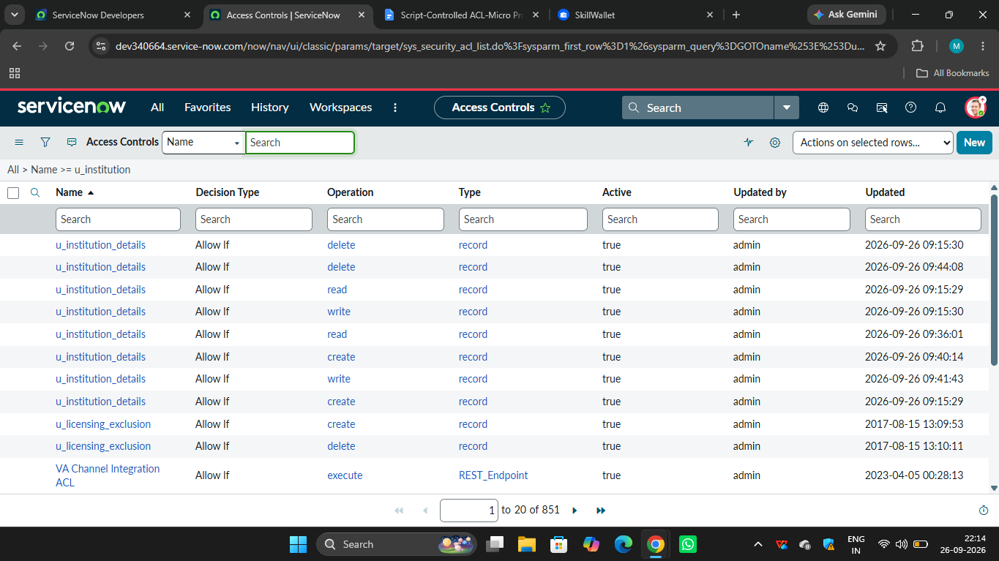 ServiceNow Developers
Access Controls | ServiceNow
Script-Controlled ACL-Micro Pr
SkillWallet
Ask Gemini
dev340664.service-now.com/now/nav/ui/classic/params/target/sys_security_acl_list.do%3Fsysparm_first_row%3D1%26sysparm_query%3DGOTOname%253E%253Du...
M
All Bookmarks
servicenow All Favorites History Workspaces Access Controls Search
Access Controls Name Search Actions on selected rows... New
All > Name >= u_institution
Name Decision Type Operation Type Active Updated by Updated
Search Search Search Search Search Search Search
u_institution_details Allow If delete record true admin 2026-09-26 09:15:30
u_institution_details Allow If delete record true admin 2026-09-26 09:44:08
u_institution_details Allow If read record true admin 2026-09-26 09:15:29
u_institution_details Allow If write record true admin 2026-09-26 09:15:30
u_institution_details Allow If read record true admin 2026-09-26 09:36:01
u_institution_details Allow If create record true admin 2026-09-26 09:40:14
u_institution_details Allow If write record true admin 2026-09-26 09:41:43
u_institution_details Allow If create record true admin 2026-09-26 09:15:29
u_licensing_exclusion Allow If create record true admin 2017-08-15 13:09:53
u_licensing_exclusion Allow If delete record true admin 2017-08-15 13:10:11
VA Channel Integration
ACL Allow If execute REST_Endpoint true admin 2023-04-05 00:28:13
1 to 20 of 851
Search
ENG
IN
22:14
26-09-2026